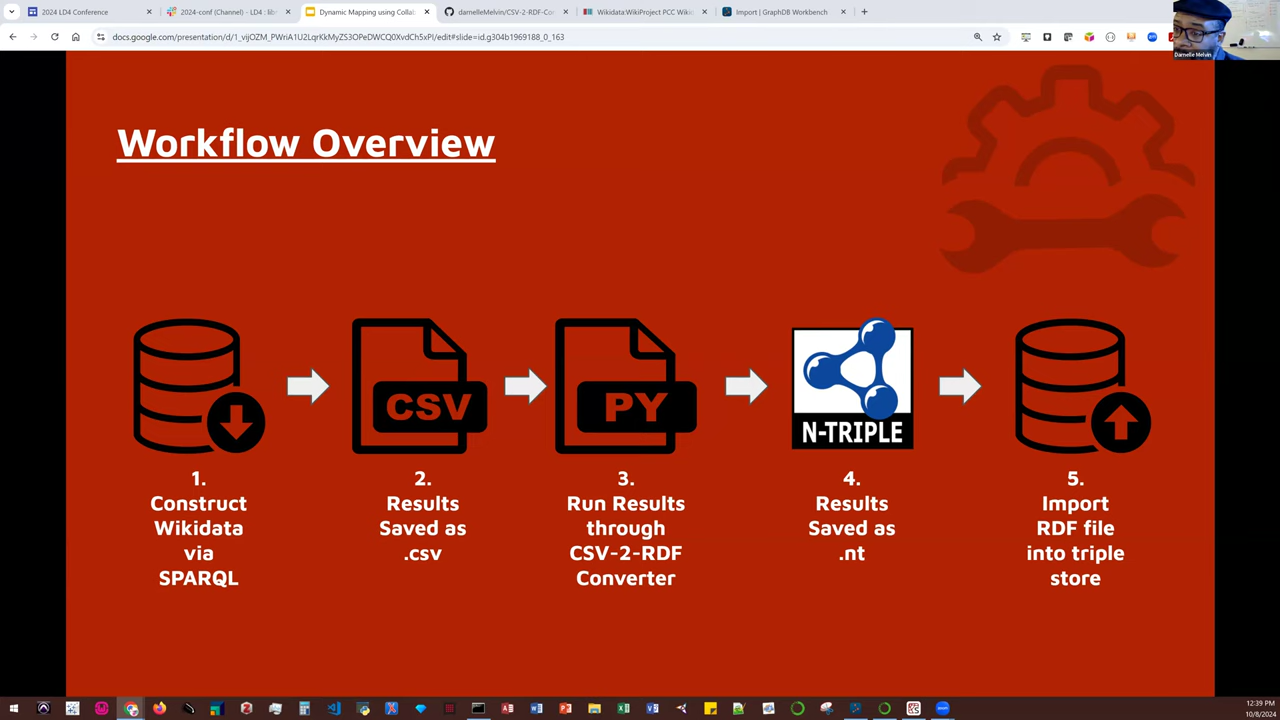 2024 LD4 Conference
2024-conf (Channel) - LD4 : lib
Dynamic Mapping using Collab
darnelleMelvin/CSV-2-RDF-Con
Wikidata:WikiProject PCC Wiki
Import | GraphDB Workbench
docs.google.com/presentation/d/1_vijOZM_PWriA1U2LqrKkMyZS3OPeDWCQ0XvdCh5xPI/edit#slide=id.g304b1969188_0_163
Darnelle Melvin
Workflow Overview
CSV
PY
N-TRIPLE
1.
Construct
Wikidata
via
SPARQL
2.
Results
Saved as
.csv
3.
Run Results
through
CSV-2-RDF
Converter
4.
Results
Saved as
.nt
5.
Import
RDF file
into triple
store
12:39 PM
10/8/2024